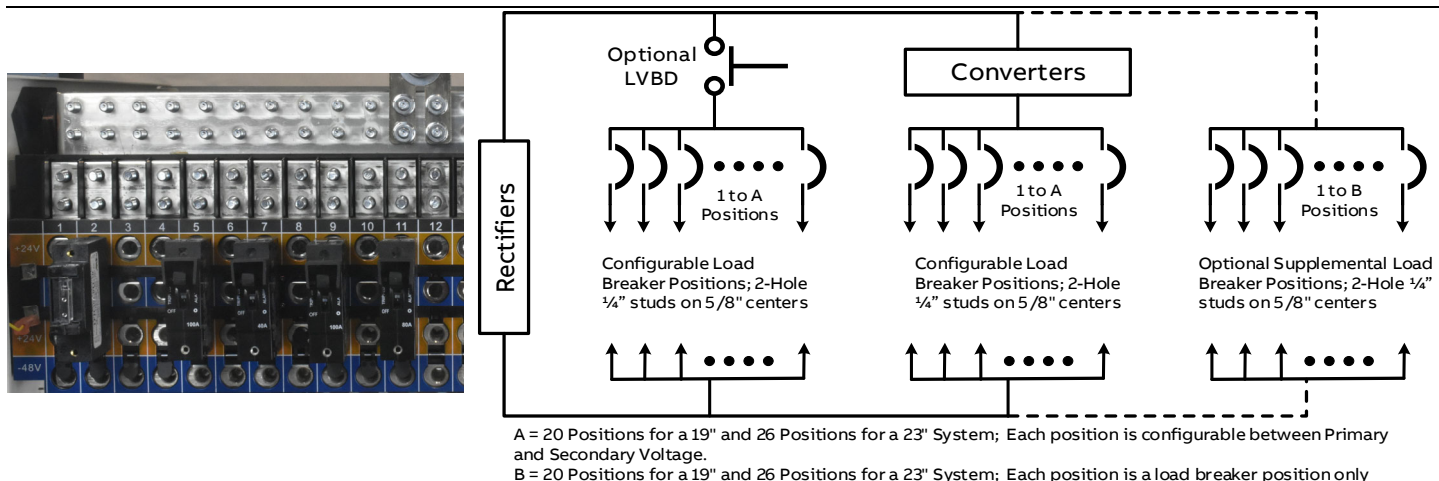 Optional
LVBD
Converters
Rectifiers
1 to A
Positions
1 to A
Positions
1 to B
Positions
Configurable Load
Breaker Positions; 2-Hole
¼” studs on 5/8" centers
Configurable Load
Breaker Positions; 2-Hole
¼” studs on 5/8" centers
Optional Supplemental Load
Breaker Positions; 2-Hole ¼”
studs on 5/8" centers
1 2 3 4 5 6 7 8 9 10 11 12
+24V
OFF
OFF
OFF
OFF
100A
40A
100A
80A
+24V
-48V
A = 20 Positions for a 19" and 26 Positions for a 23" System; Each position is configurable between Primary
and Secondary Voltage.
B = 20 Positions for a 19" and 26 Positions for a 23" System; Each position is a load breaker position only